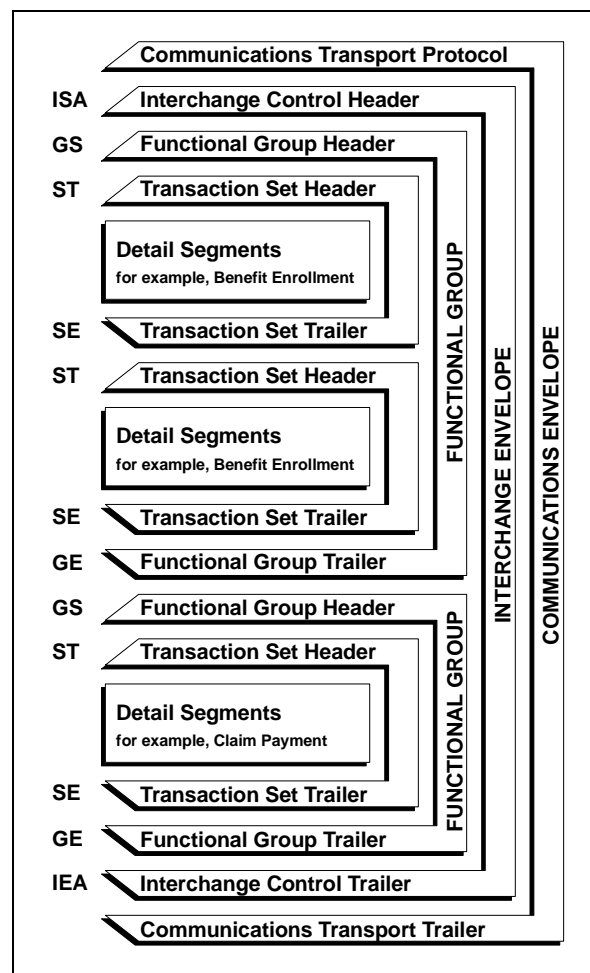 Communications Transport Protocol
ISA Interchange Control Header
GS Functional Group Header
ST Transaction Set Header
Detail Segments
for example, Benefit Enrollment
SE Transaction Set Trailer
ST Transaction Set Header
Detail Segments
for example, Benefit Enrollment
SE Transaction Set Trailer
GE Functional Group Trailer
FUNCTIONAL GROUP
GS Functional Group Header
ST Transaction Set Header
Detail Segments
for example, Claim Payment
SE Transaction Set Trailer
GE Functional Group Trailer
FUNCTIONAL GROUP
IEA Interchange Control Trailer
INTERCHANGE ENVELOPE
Communications Transport Trailer
COMMUNICATIONS ENVELOPE